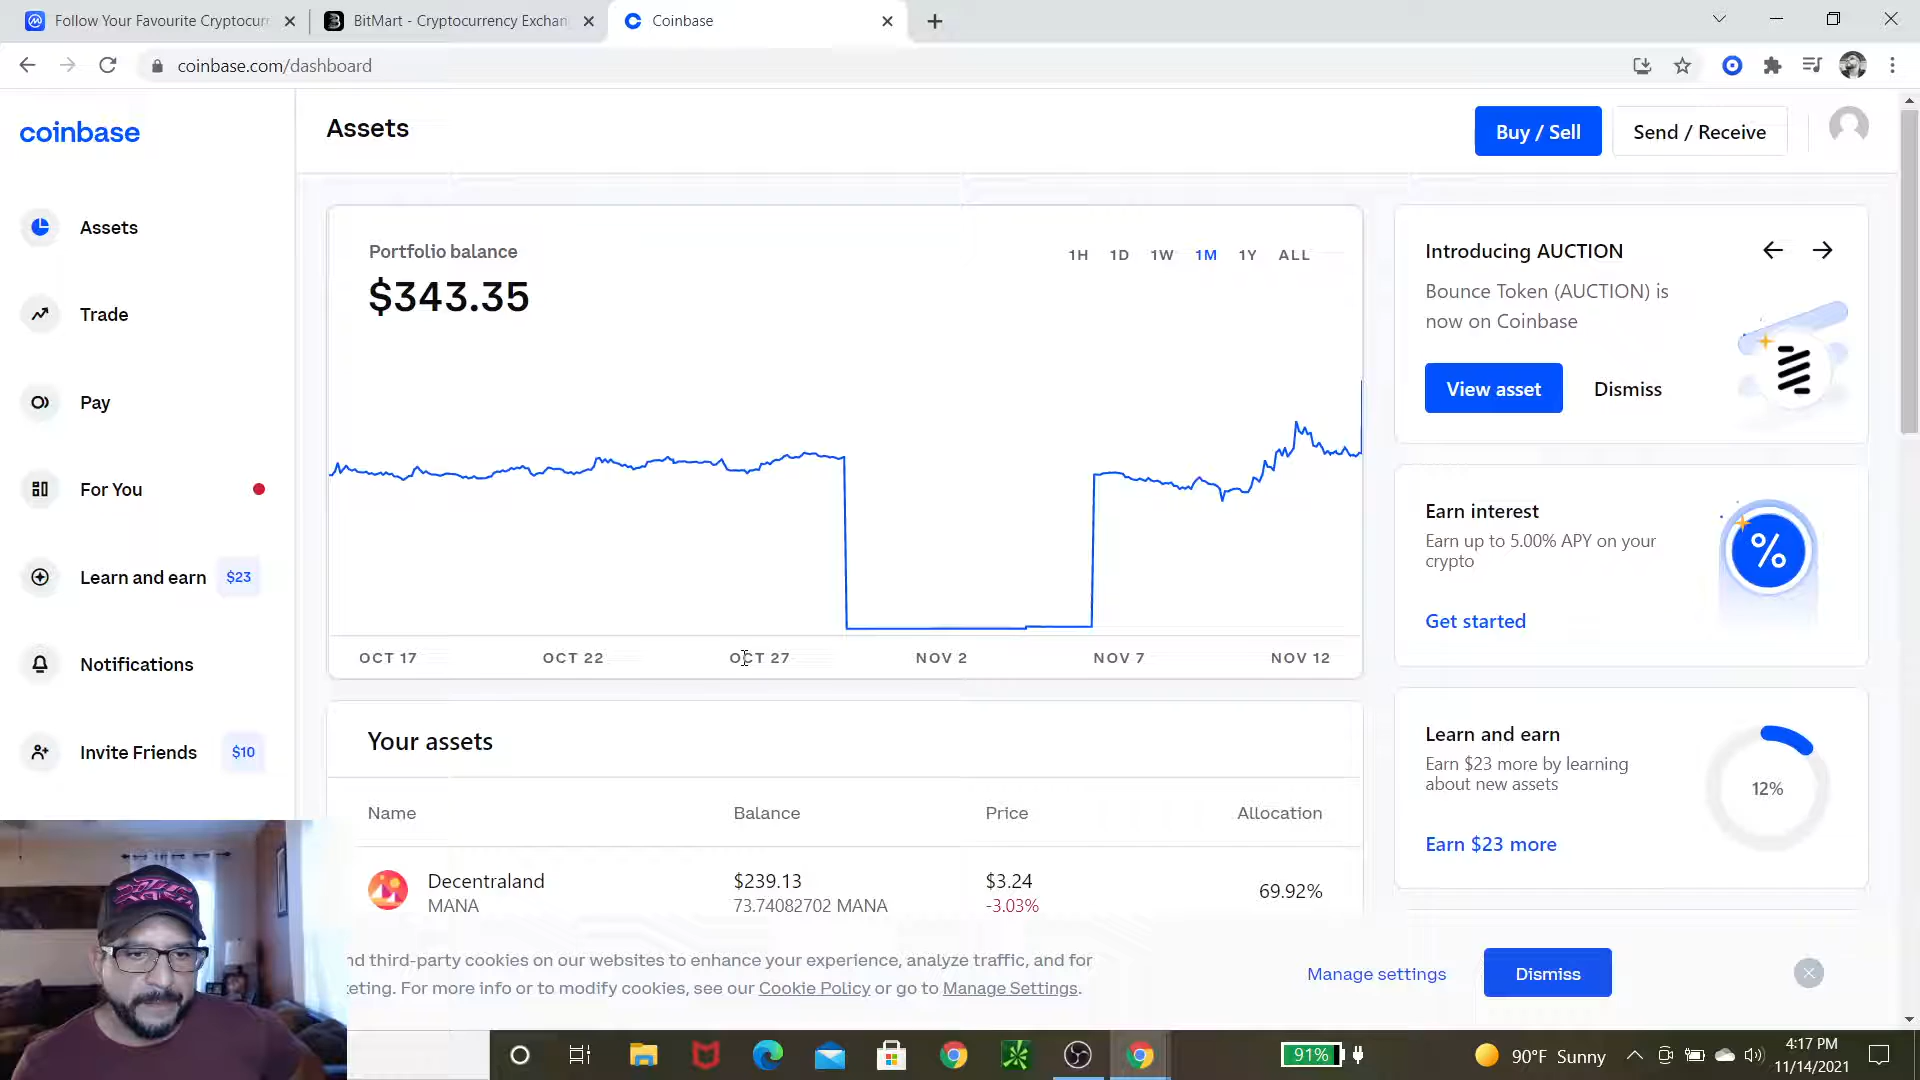 Follow Your Favourite Cryptocurr
BitMart - Cryptocurrency Exchan
Coinbase
coinbase.com/dashboard
coinbase
Assets
Buy / Sell
Send / Receive
Assets
Trade
Pay
For You
Learn and earn $23
Notifications
Invite Friends $10
Portfolio balance
$343.35
1H 1D 1W 1M 1Y ALL
OCT 17 OCT 22 OCT 27 NOV 2 NOV 7 NOV 12
Your assets
Name Balance Price Allocation
Decentraland $239.13 $3.24 69.92%
MANA 73.74082702 MANA -3.03%
Introducing AUCTION
Bounce Token (AUCTION) is
now on Coinbase
View asset Dismiss
Earn interest
Earn up to 5.00% APY on your
crypto
Get started
%
Learn and earn
Earn $23 more by learning
about new assets
Earn $23 more
12%
nd third-party cookies on our websites to enhance your experience, analyze traffic, and for
eting. For more info or to modify cookies, see our Cookie Policy or go to Manage Settings.
Manage settings
Dismiss
91%
90°F Sunny
4:17 PM
11/14/2021